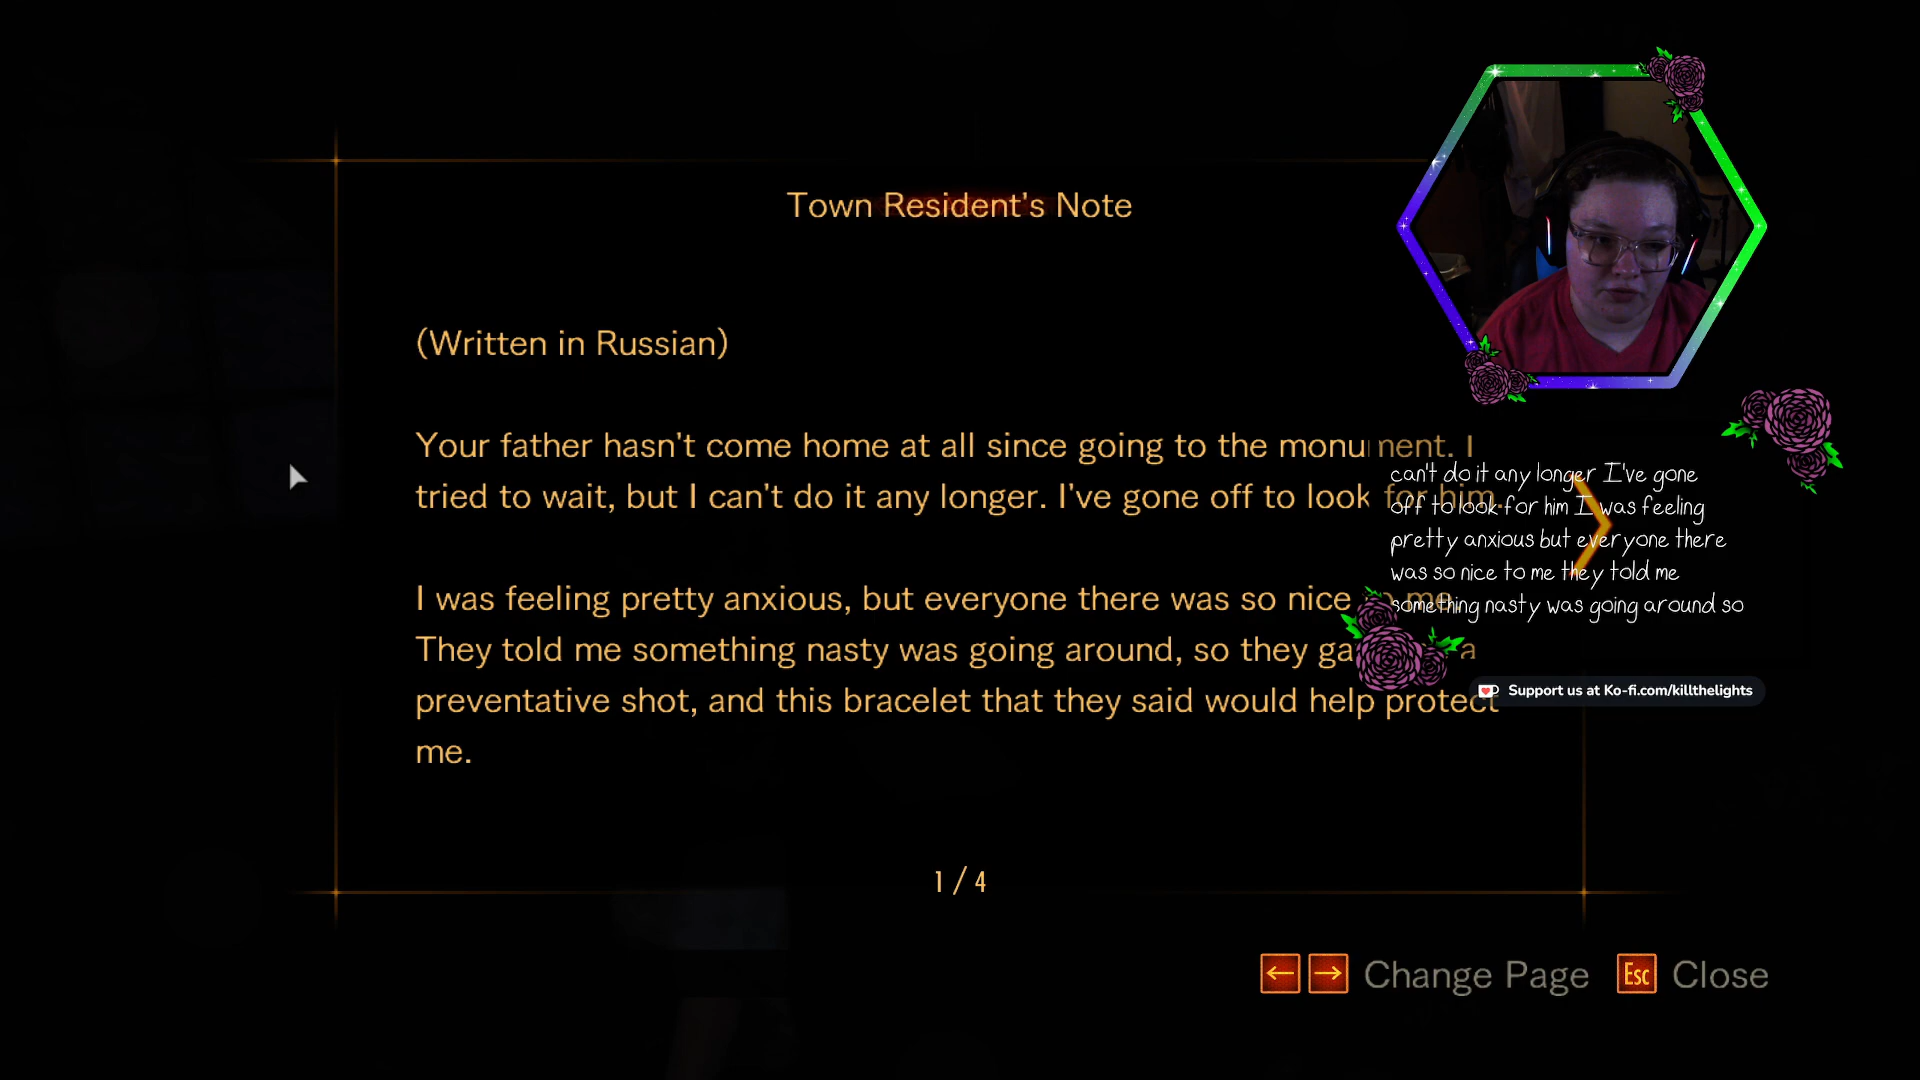 Town Resident's Note
(Written in Russian)
Your father hasn't come home at all since going to the monument. I
tried to wait, but I can't do it any longer. I've gone off to look for him.
I was feeling pretty anxious, but everyone there was so nice to me.
They told me something nasty was going around, so they ga a
preventative shot, and this bracelet that they said would help protect
me.
1 / 4
← → Change Page Esc Close
can't do it any longer I've gone
off to look for him I was feeling
pretty anxious but everyone there
was so nice to me they told me
something nasty was going around so
Support us at Ko-fi.com/killthelights